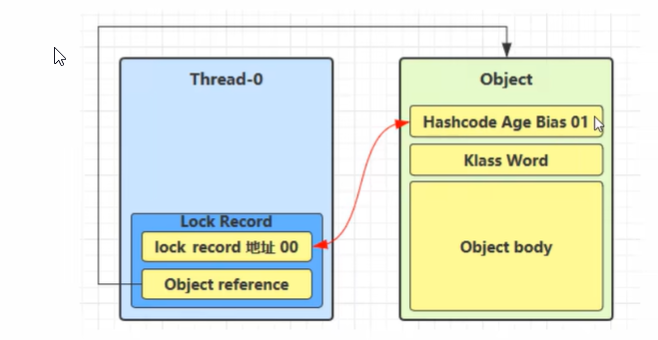 Thread-0
Object
Hashcode Age Bias 01
Klass Word
Lock Record
lock record 地址 00
Object body
Object reference